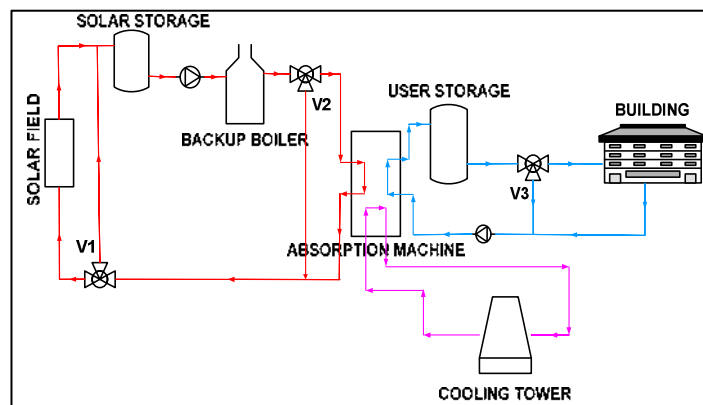 SOLAR STORAGE
V2
BACKUP BOILER
USER STORAGE
BUILDING
SOLAR FIELD
V3
V1
ABSORPTION MACHINE
COOLING TOWER